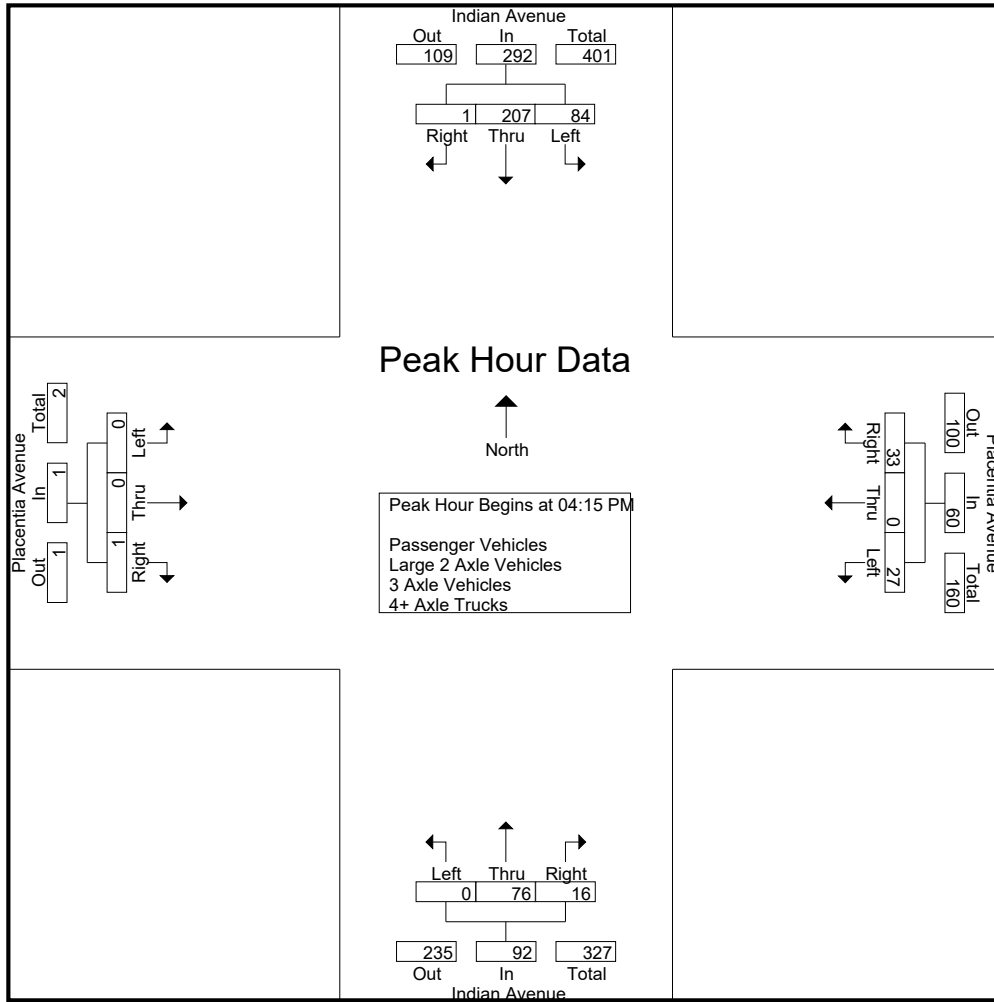 Indian Avenue
Out In Total
109 292 401
1 207 84
Right Thru Left
Peak Hour Data
North
Peak Hour Begins at 04:15 PM
Passenger Vehicles
Large 2 Axle Vehicles
3 Axle Vehicles
4+ Axle Trucks
Placentia Avenue
Out In Total
1 1 2
0 0 1
Left Thru Right
Right Thru Left
33 0 27
100 60 160
Out In Total
Placentia Avenue
Left Thru Right
0 76 16
235 92 327
Out In Total
Indian Avenue